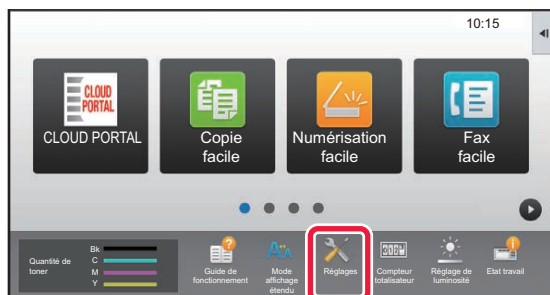 10:15
CLOUD
PORTAL
CLOUD PORTAL
Copie
facile
Numérisation
facile
Fax
facile
Quantité de
toner
Bk
C
M
Y
Guide de
fonctionnement
Mode
affichage
étendu
Réglages
Compteur
totalisateur
Réglage de
luminosité
Etat travail